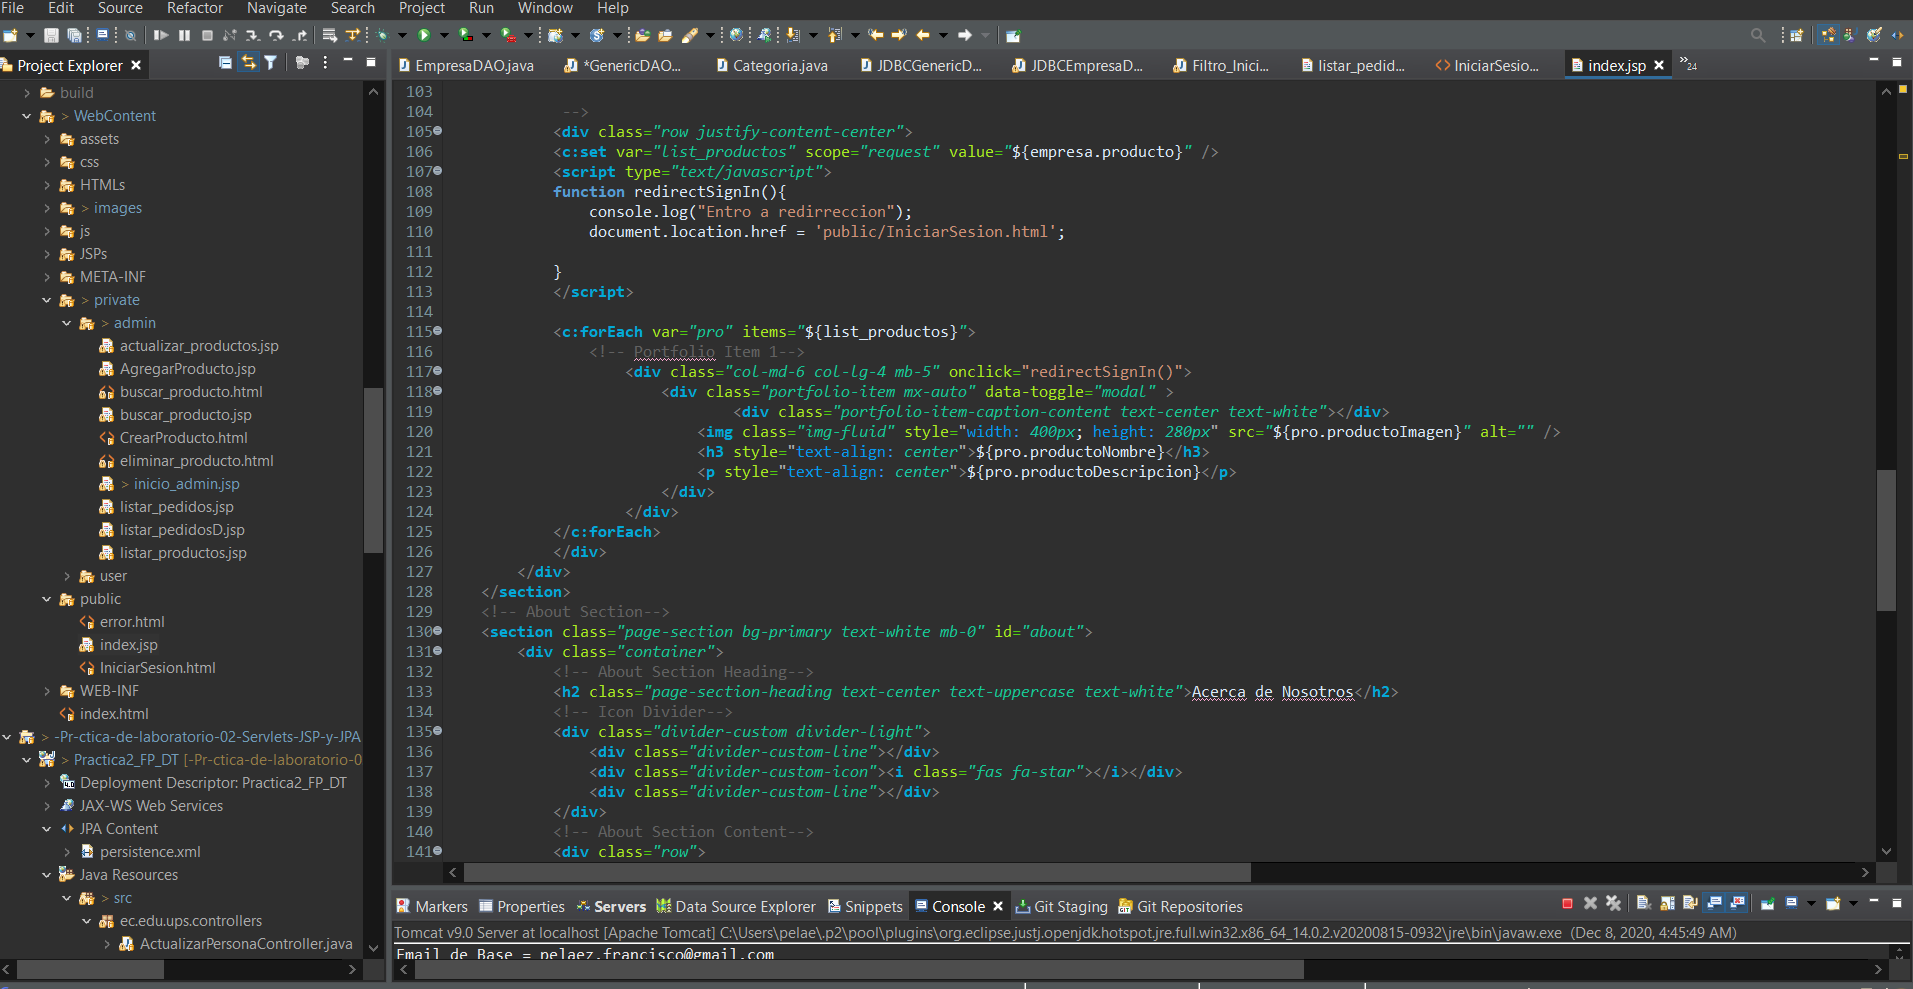 File Edit Source Refactor Navigate Search Project Run Window Help
Project Explorer
build
> WebContent
assets
css
HTMLs
> images
js
JSPs
META-INF
> private
> admin
actualizar_productos.jsp
AgregarProducto.jsp
buscar_producto.html
buscar_producto.jsp
CrearProducto.html
eliminar_producto.html
> inicio_admin.jsp
listar_pedidos.jsp
listar_pedidosD.jsp
listar_productos.jsp
user
public
error.html
index.jsp
IniciarSesion.html
WEB-INF
index.html
> -Pr-ctica-de-laboratorio-02-Servlets-JSP-y-JPA
> Practica2_FP_DT [-Pr-ctica-de-laboratorio-0
Deployment Descriptor: Practica2_FP_DT
JAX-WS Web Services
JPA Content
persistence.xml
Java Resources
> src
ec.edu.ups.controllers
ActualizarPersonaController.java
EmpresaDAO.java *GenericDAO... Categoria.java JDBCGenericD... JDBCEmpresaD... Filtro_Inici... listar_pedid... IniciarSesio... index.jsp »24
103
104 -->
105 <div class="row justify-content-center">
106 <c:set var="list_productos" scope="request" value="${empresa.producto}" />
107 <script type="text/javascript">
108 function redirectSignIn(){
109 console.log("Entro a redirreccion");
110 document.location.href = 'public/IniciarSesion.html';
111
112 }
113 </script>
114
115 <c:forEach var="pro" items="${list_productos}">
116 <!-- Portfolio Item 1-->
117 <div class="col-md-6 col-lg-4 mb-5" onclick="redirectSignIn()">
118 <div class="portfolio-item mx-auto" data-toggle="modal" >
119 <div class="portfolio-item-caption-content text-center text-white"></div>
120 <img class="img-fluid" style="width: 400px; height: 280px" src="${pro.productoImagen}" alt="" />
121 <h3 style="text-align: center">${pro.productoNombre}</h3>
122 <p style="text-align: center">${pro.productoDescripcion}</p>
123 </div>
124 </div>
125 </c:forEach>
126 </div>
127 </div>
128 </section>
129 <!-- About Section-->
130 <section class="page-section bg-primary text-white mb-0" id="about">
131 <div class="container">
132 <!-- About Section Heading-->
133 <h2 class="page-section-heading text-center text-uppercase text-white">Acerca de Nosotros</h2>
134 <!-- Icon Divider-->
135 <div class="divider-custom divider-light">
136 <div class="divider-custom-line"></div>
137 <div class="divider-custom-icon"><i class="fas fa-star"></i></div>
138 <div class="divider-custom-line"></div>
139 </div>
140 <!-- About Section Content-->
141 <div class="row">
Markers Properties Servers Data Source Explorer Snippets Console Git Staging Git Repositories
Tomcat v9.0 Server at localhost [Apache Tomcat] C:\Users\pelae\.p2\pool\plugins\org.eclipse.justj.openjdk.hotspot.jre.full.win32.x86_64_14.0.2.v20200815-0932\jre\bin\javaw.exe (Dec 8, 2020, 4:45:49 AM)
Email de Base = pelaez.francisco@gmail.com